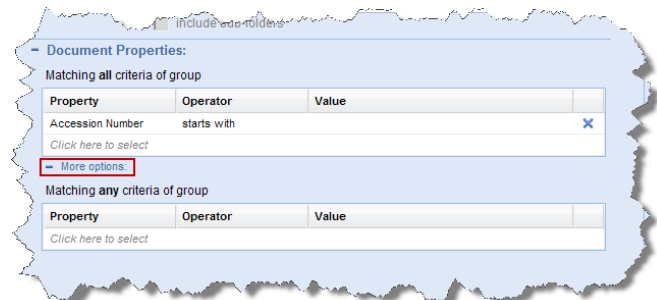 include sub-folders
− Document Properties:
Matching all criteria of group
Property Operator Value
Accession Number starts with
Click here to select
− More options:
Matching any criteria of group
Property Operator Value
Click here to select